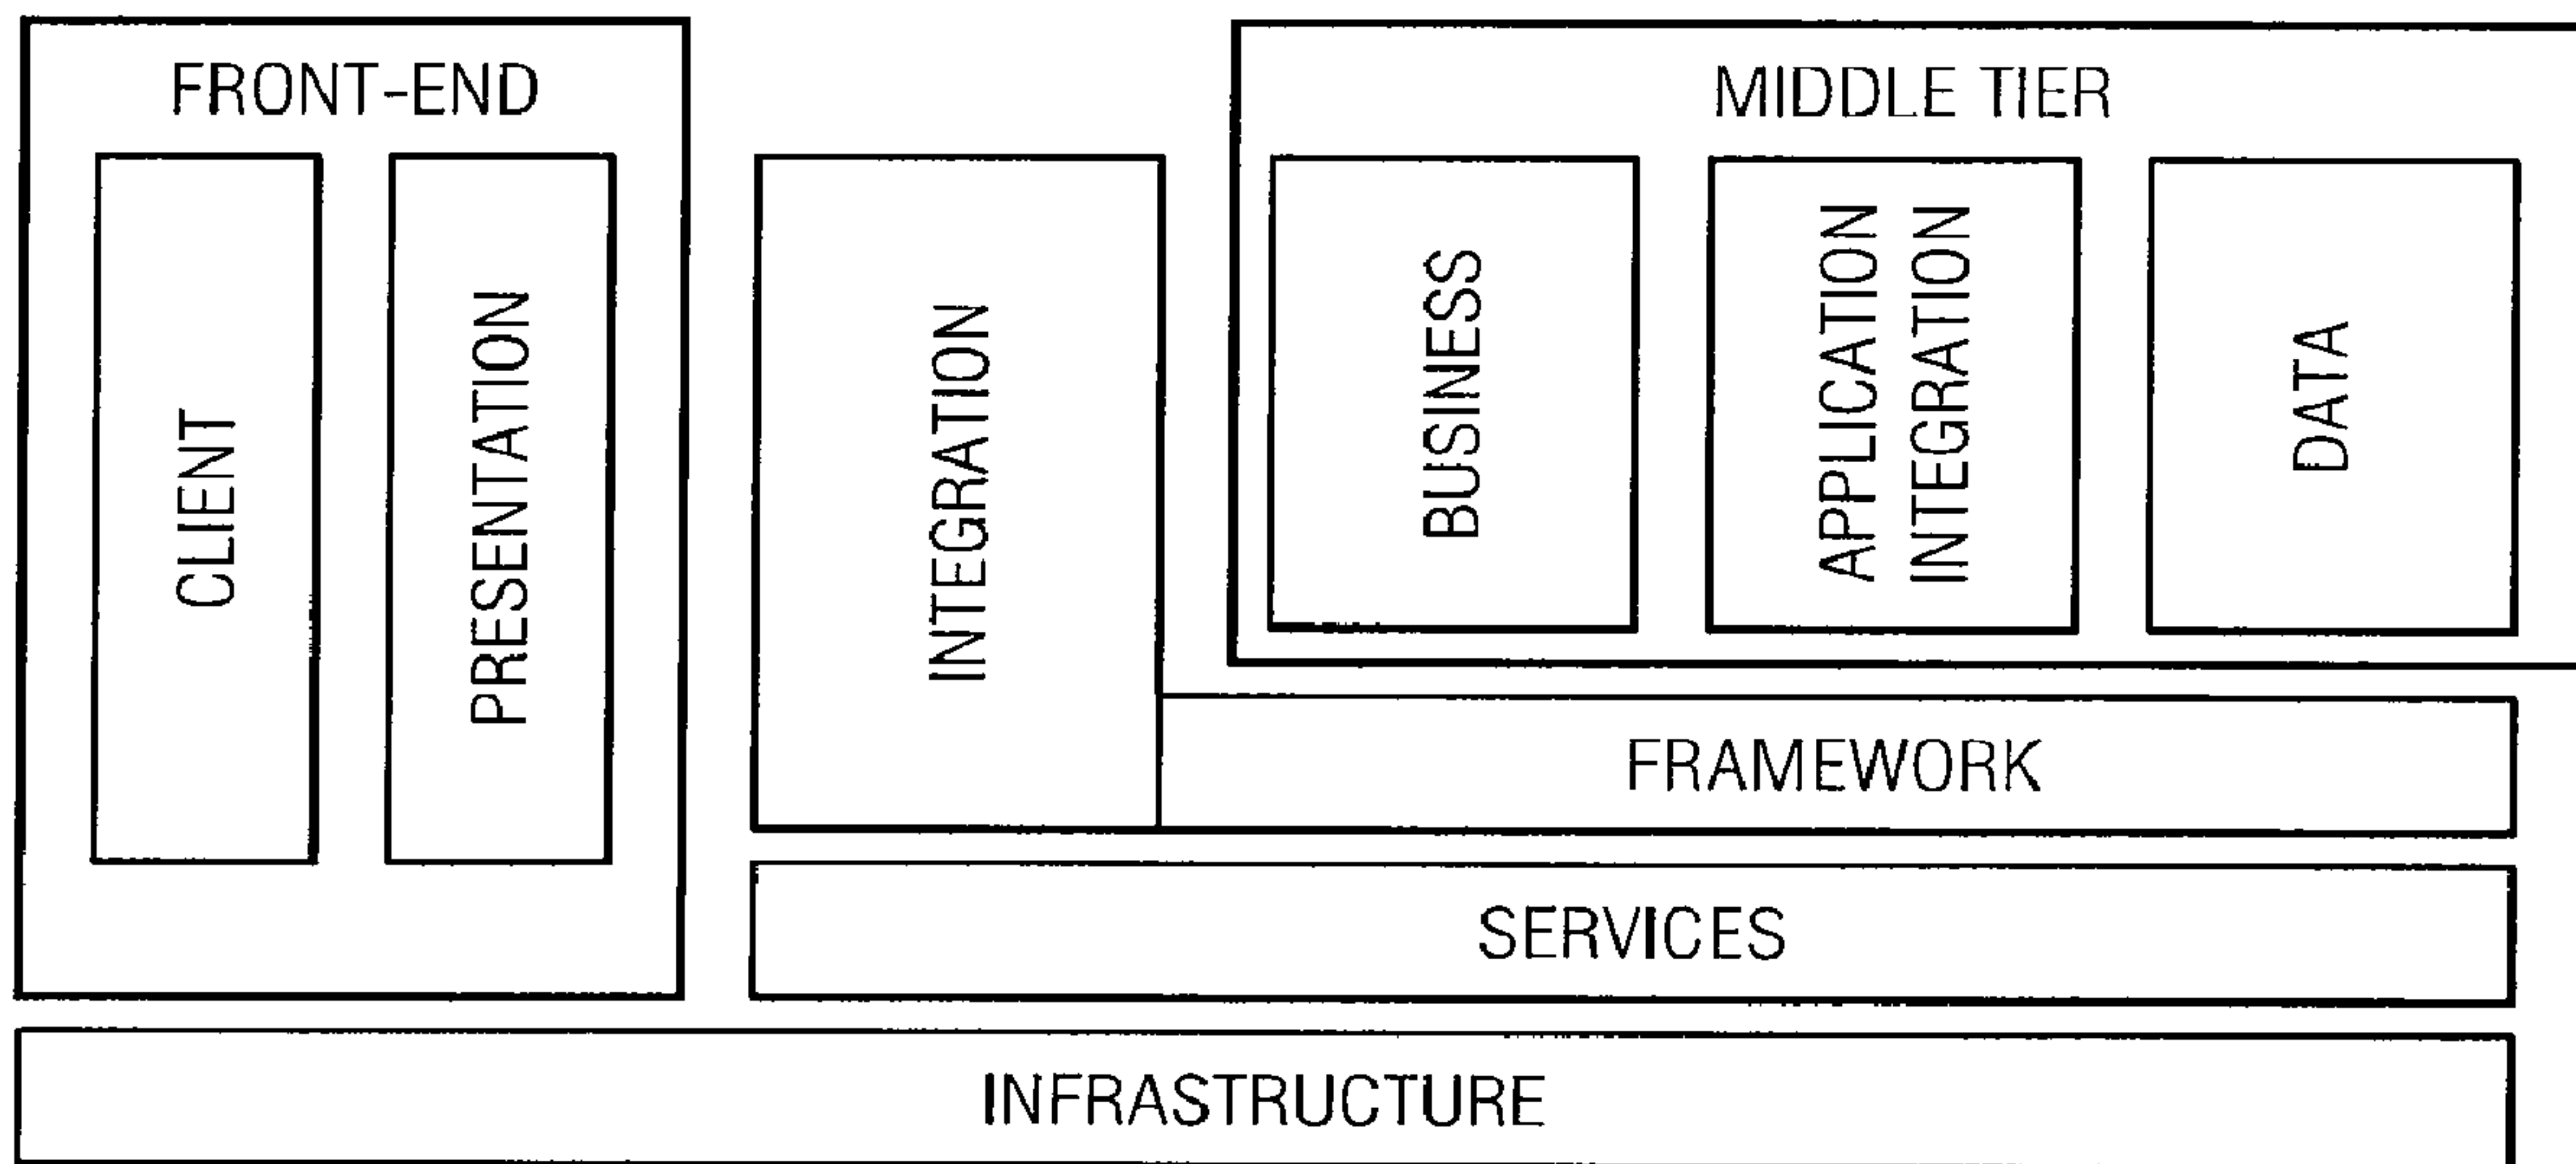 FRONT-END
MIDDLE TIER
CLIENT
PRESENTATION
INTEGRATION
BUSINESS
APPLICATION
INTEGRATION
DATA
FRAMEWORK
SERVICES
INFRASTRUCTURE